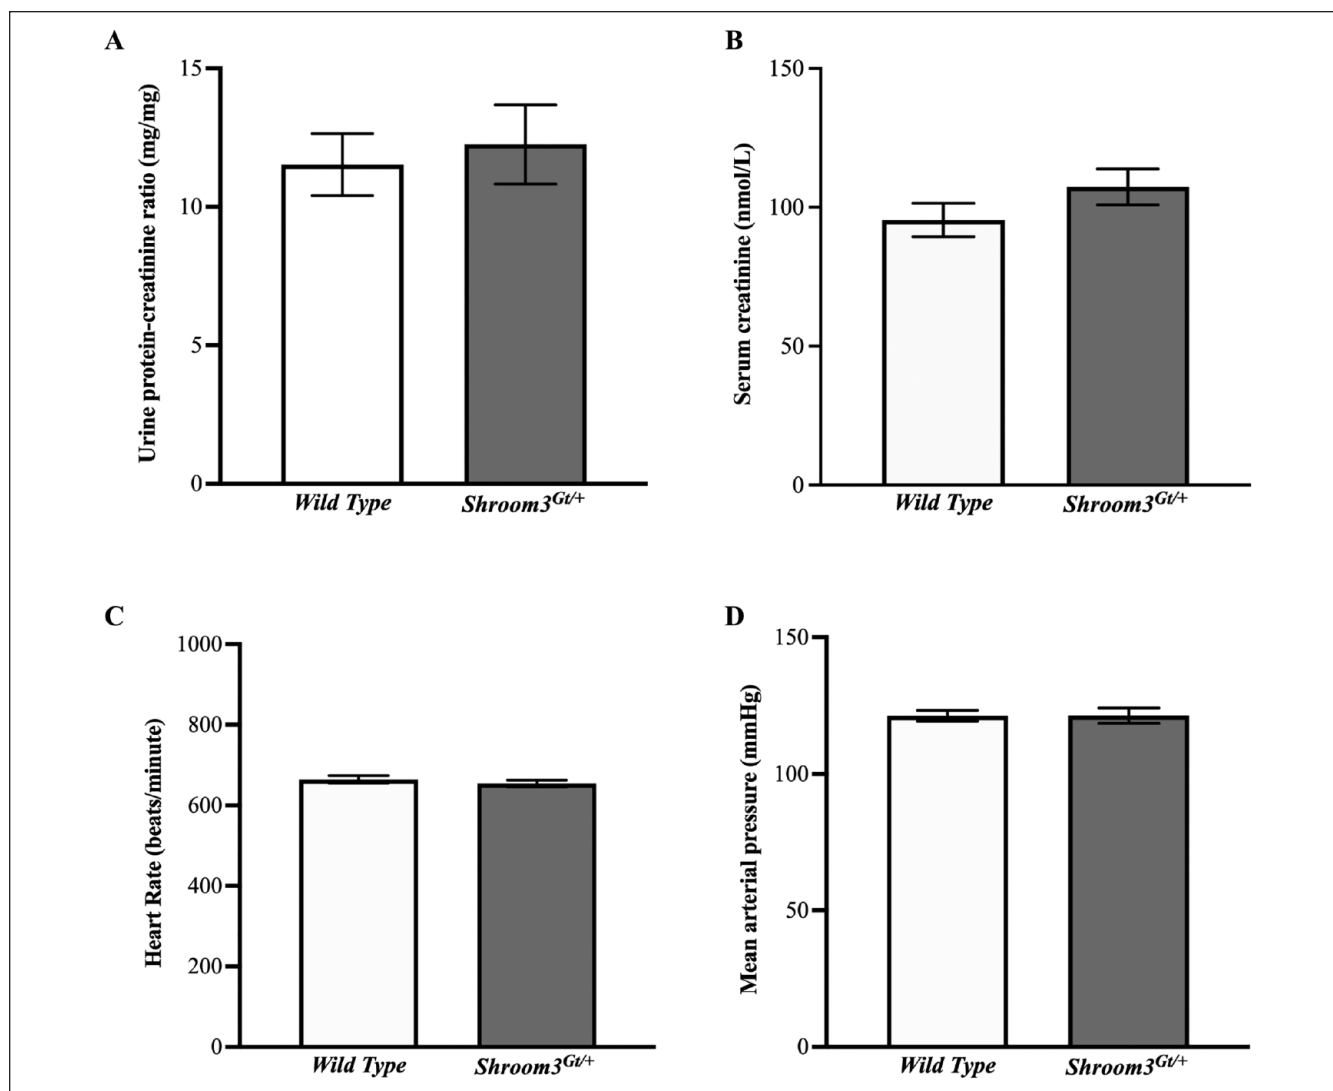 A
Urine protein-creatinine ratio (mg/mg)
15
10
5
0
Wild Type
Shroom3Gt/+
B
Serum creatinine (nmol/L)
150
100
50
0
Wild Type
Shroom3Gt/+
C
Heart Rate (beats/minute)
1000
800
600
400
200
0
Wild Type
Shroom3Gt/+
D
Mean arterial pressure (mmHg)
150
100
50
0
Wild Type
Shroom3Gt/+